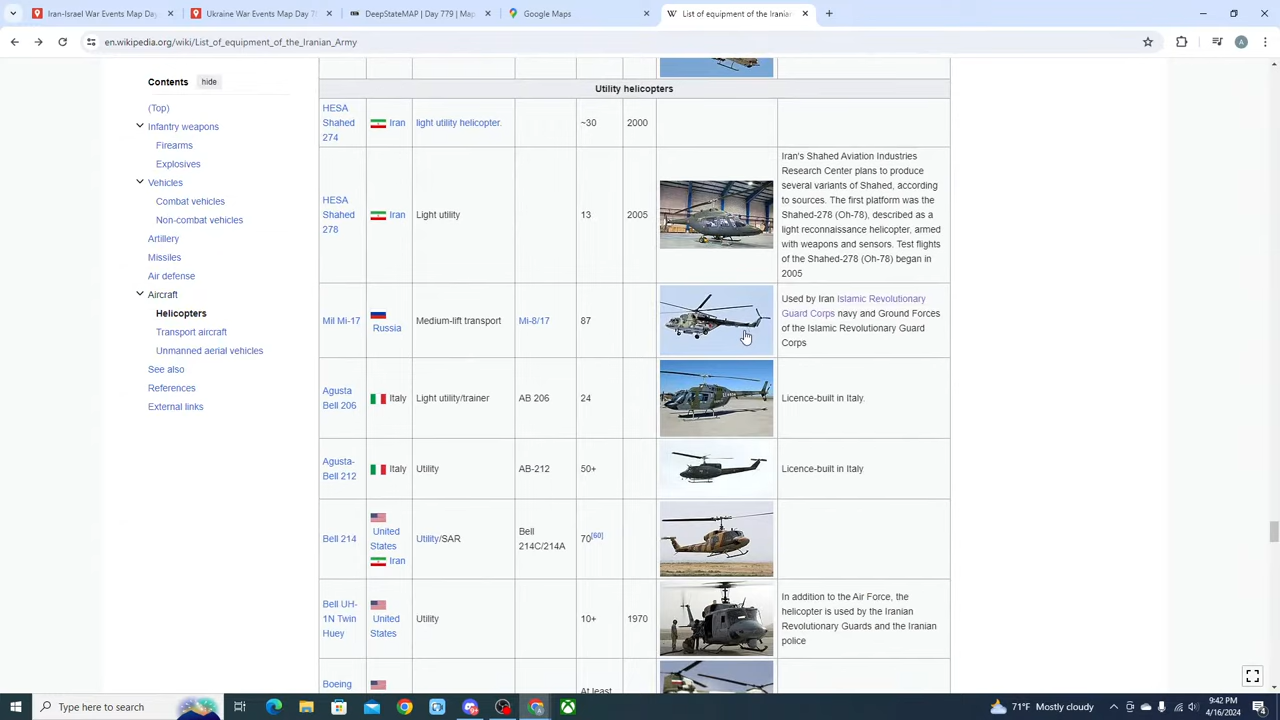 Iran-Israel War Events Map Day
Ukraine War Events Map Day 7
DeepStateMAP | Day 779 | Map
Google Maps
List of equipment of the Iranian
en.wikipedia.org/wiki/List_of_equipment_of_the_Iranian_Army
A
Contents hide
(Top)
Infantry weapons
Firearms
Explosives
Vehicles
Combat vehicles
Non-combat vehicles
Artillery
Missiles
Air defense
Aircraft
Helicopters
Transport aircraft
Unmanned aerial vehicles
See also
References
External links
Utility helicopters
HESA
Shahed
274
Iran
light utility helicopter.
~30
2000
HESA
Shahed
278
Iran
Light utility
13
2005
Iran's Shahed Aviation Industries
Research Center plans to produce
several variants of Shahed, according
to sources. The first platform was the
Shahed-278 (Oh-78), described as a
light reconnaissance helicopter, armed
with weapons and sensors. Test flights
of the Shahed-278 (Oh-78) began in
2005
Mil Mi-17
Russia
Medium-lift transport
Mi-8/17
87
Used by Iran Islamic Revolutionary
Guard Corps navy and Ground Forces
of the Islamic Revolutionary Guard
Corps
Agusta
Bell 206
Italy
Light utility/trainer
AB 206
24
Licence-built in Italy.
Agusta-
Bell 212
Italy
Utility
AB-212
50+
Licence-built in Italy
Bell 214
United
States
Iran
Utility/SAR
Bell
214C/214A
70[60]
Bell UH-
1N Twin
Huey
United
States
Utility
10+
1970
In addition to the Air Force, the
helicopter is used by the Iranian
Revolutionary Guards and the Iranian
police
Boeing
At least
Type here to search
71°F Mostly cloudy
9:42 PM
4/16/2024